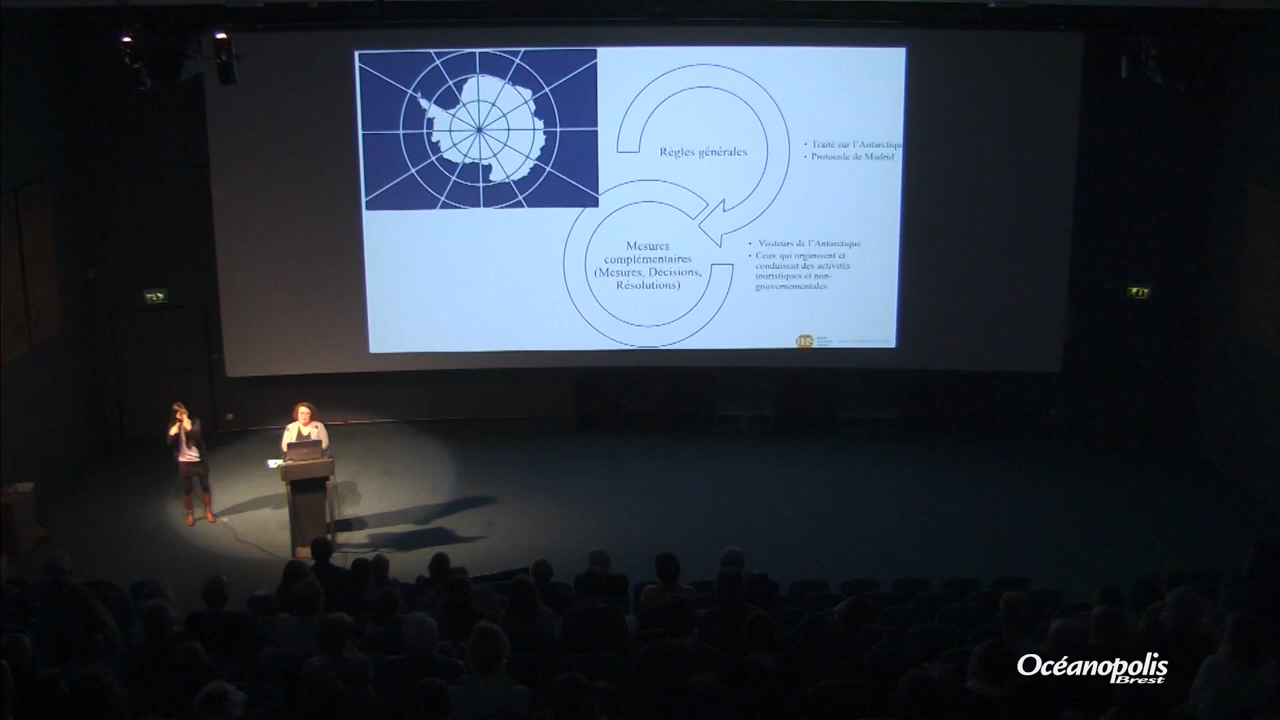 Règles générales
• Traité sur l'Antarctique
• Protocole de Madrid
Mesures
complémentaires
(Mesures, Décisions,
Résolutions)
• Visiteurs de l'Antarctique
• Ceux qui organisent et
conduisent des activités
touristiques et non-
gouvernementales
Océanopolis
Brest